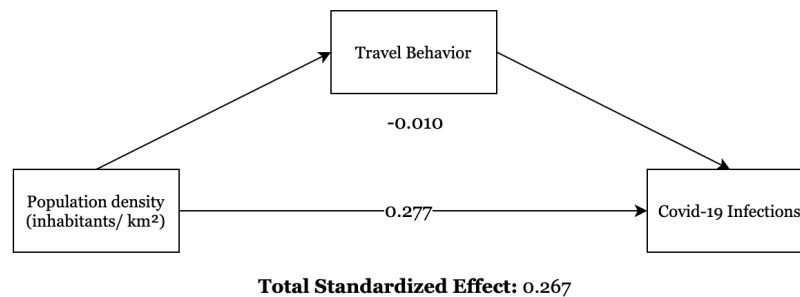 Travel Behavior
-0.010
Population density
(inhabitants/ km²)
0.277
Covid-19 Infections
Total Standardized Effect: 0.267